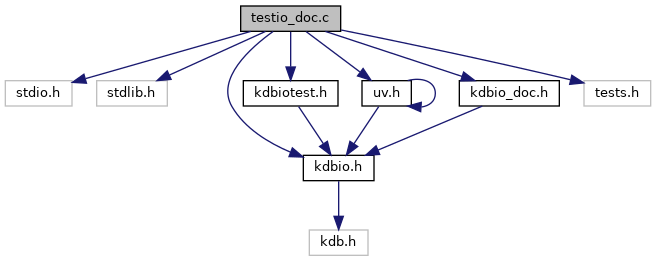 testio_doc.c
stdio.h
stdlib.h
kdbiotest.h
uv.h
kdbio_doc.h
tests.h
kdbio.h
kdb.h